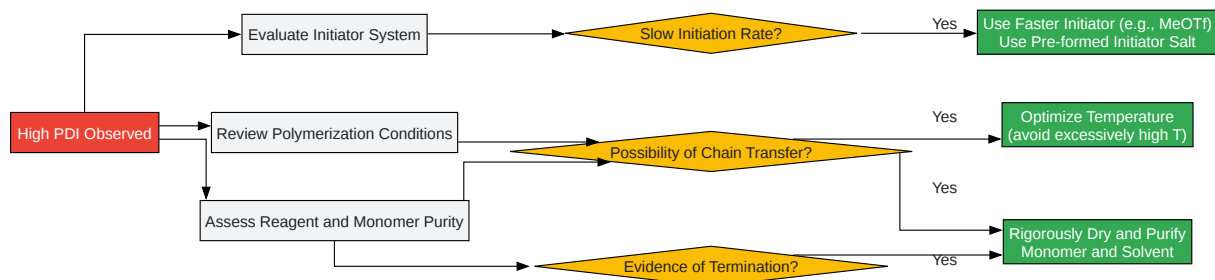 Evaluate Initiator System
Slow Initiation Rate?
Yes
Use Faster Initiator (e.g., MeOTf)
Use Pre-formed Initiator Salt
High PDI Observed
Review Polymerization Conditions
Possibility of Chain Transfer?
Yes
Optimize Temperature
(avoid excessively high T)
Yes
Assess Reagent and Monomer Purity
Evidence of Termination?
Yes
Rigorously Dry and Purify
Monomer and Solvent